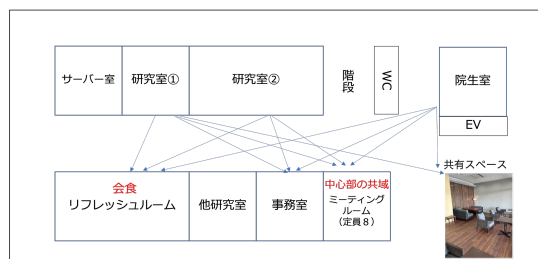 サーバー室
研究室①
研究室②
階段
WC
院生室
EV
共有スペース
会食
リフレッシュルーム
他研究室
事務室
中心部の共域
ミーティング
ルーム
（定員８）